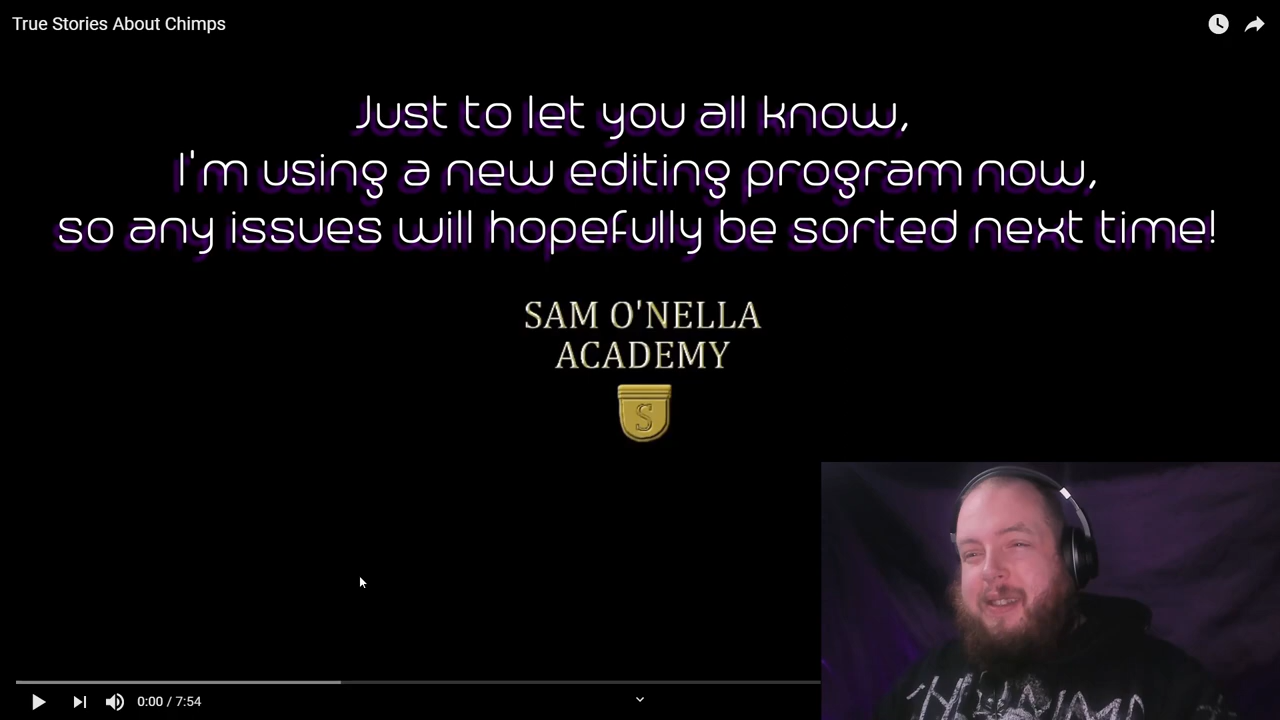 True Stories About Chimps
Just to let you all know,
I'm using a new editing program now,
so any issues will hopefully be sorted next time!
SAM O'NELLA
ACADEMY
S
0:00 / 7:54